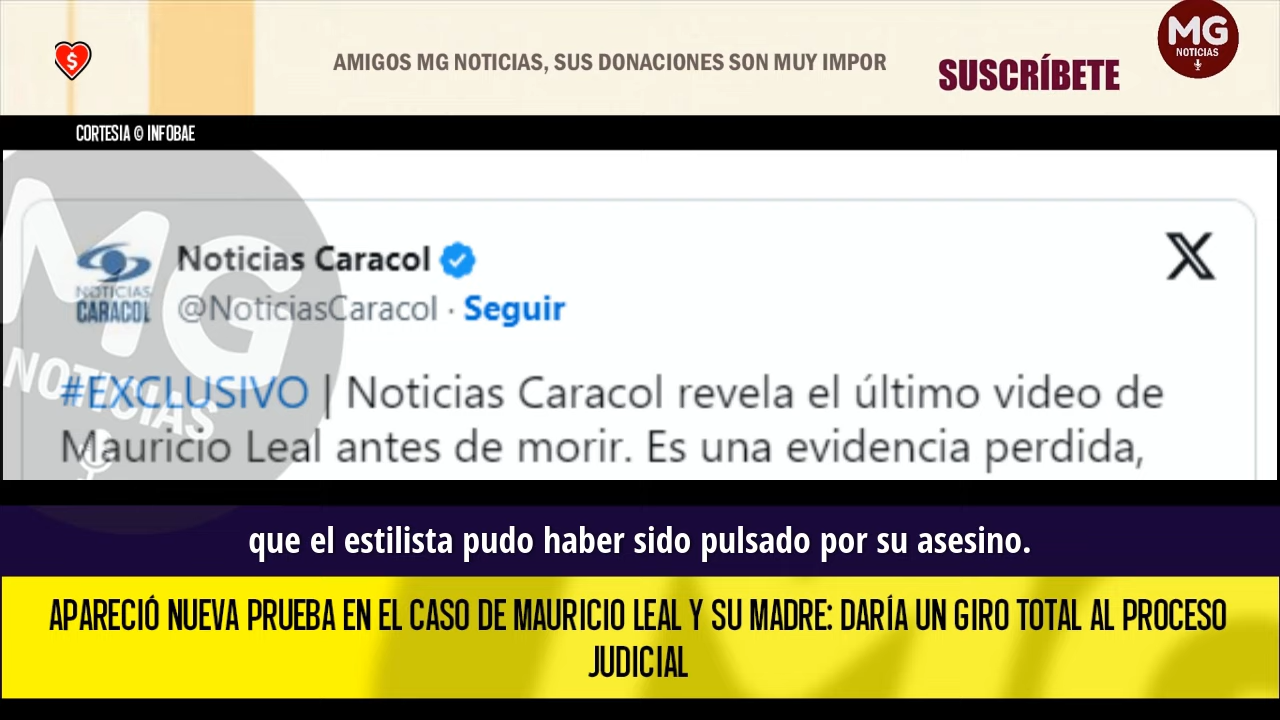 AMIGOS MG NOTICIAS, SUS DONACIONES SON MUY IMPOR
SUSCRÍBETE
MG
NOTICIAS
CORTESIA © INFOBAE
MG
NOTICIAS
NOTICIAS
CARACOL
Noticias Caracol
@NoticiasCaracol · Seguir
#EXCLUSIVO | Noticias Caracol revela el último video de
Mauricio Leal antes de morir. Es una evidencia perdida,
que el estilista pudo haber sido pulsado por su asesino.
APARECIÓ NUEVA PRUEBA EN EL CASO DE MAURICIO LEAL Y SU MADRE: DARÍA UN GIRO TOTAL AL PROCESO
JUDICIAL